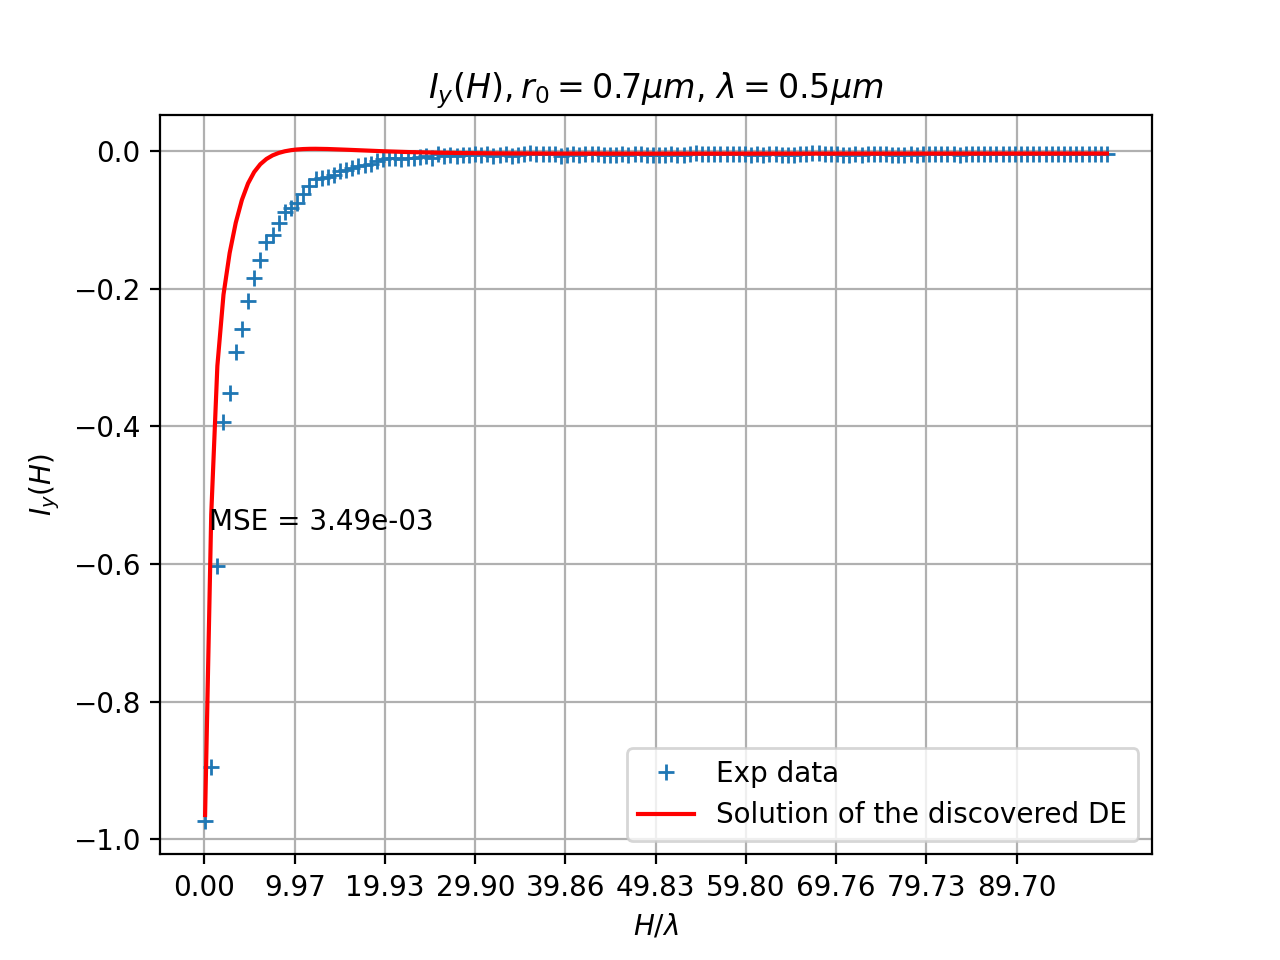 I_y(H), r_0 = 0.7μm, λ = 0.5μm
I_y(H)
0.0
−0.2
−0.4
−0.6
−0.8
−1.0
MSE = 3.49e-03
Exp data
Solution of the discovered DE
0.00 9.97 19.93 29.90 39.86 49.83 59.80 69.76 79.73 89.70
H/λ